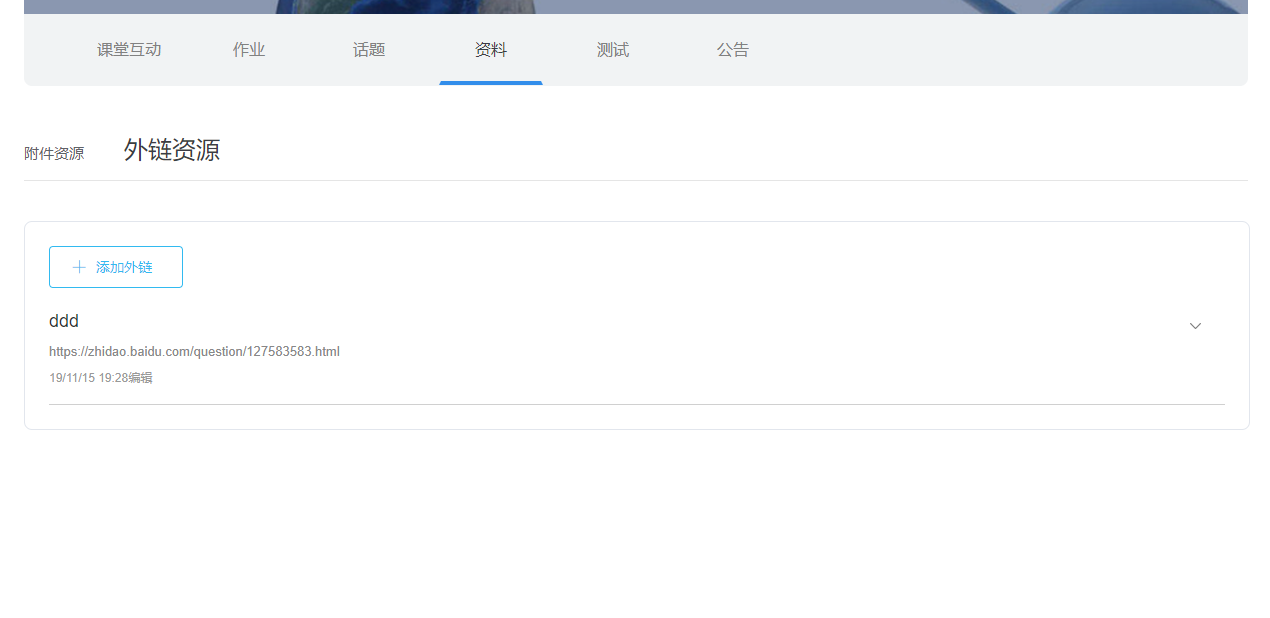 课堂互动 作业 话题 资料 测试 公告
附件资源 外链资源
添加外链
ddd
https://zhidao.baidu.com/question/127583583.html
19/11/15 19:28编辑